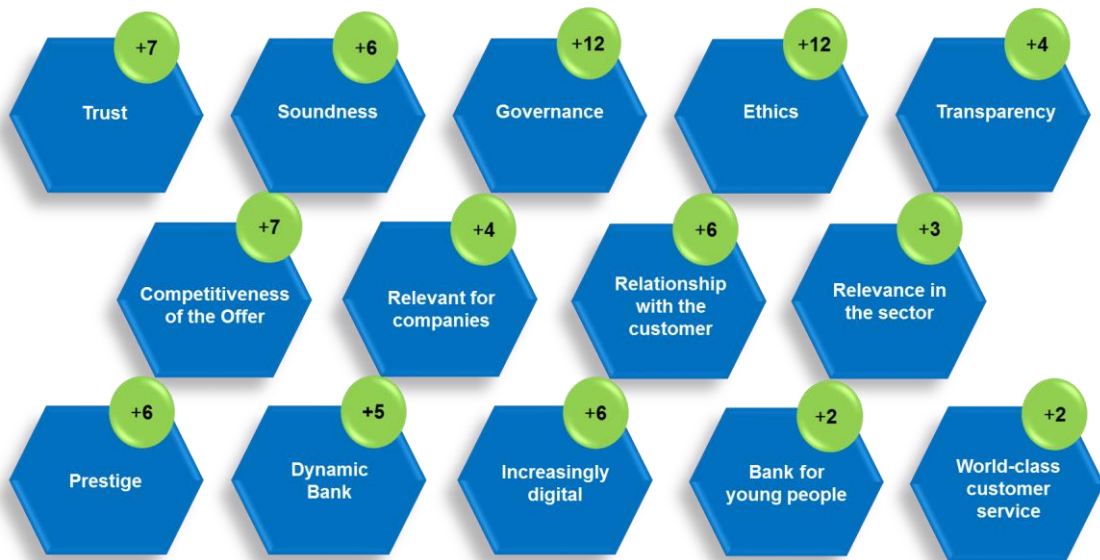 +7
Trust
+6
Soundness
+12
Governance
+12
Ethics
+4
Transparency
+7
Competitiveness
of the Offer
+4
Relevant for
companies
+6
Relationship
with the
customer
+3
Relevance in
the sector
+6
Prestige
+5
Dynamic
Bank
+6
Increasingly
digital
+2
Bank for
young people
+2
World-class
customer
service